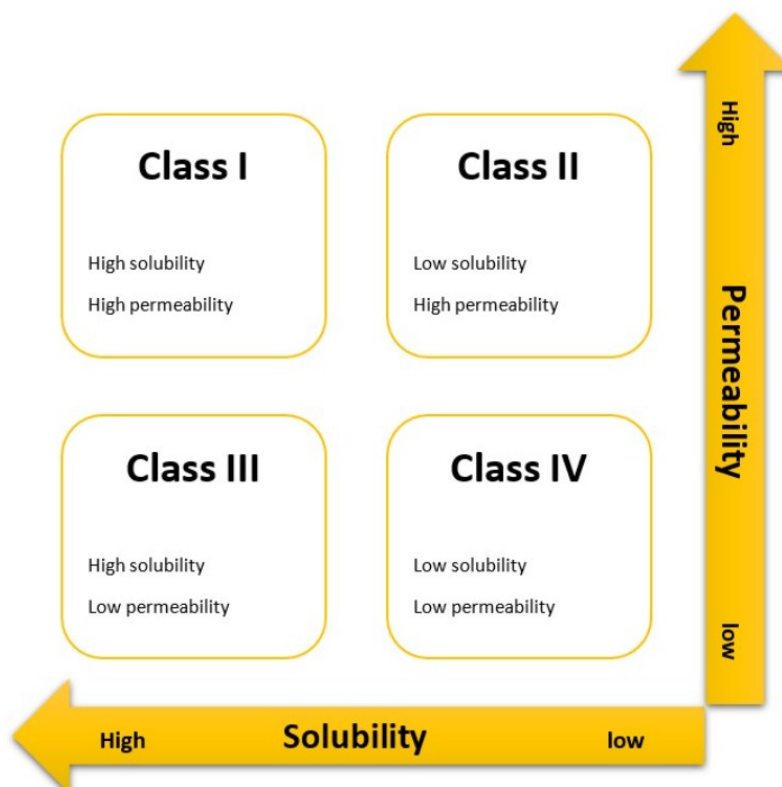 Class I
High solubility
High permeability
Class II
Low solubility
High permeability
Class III
High solubility
Low permeability
Class IV
Low solubility
Low permeability
High
Permeability
low
High
Solubility
low